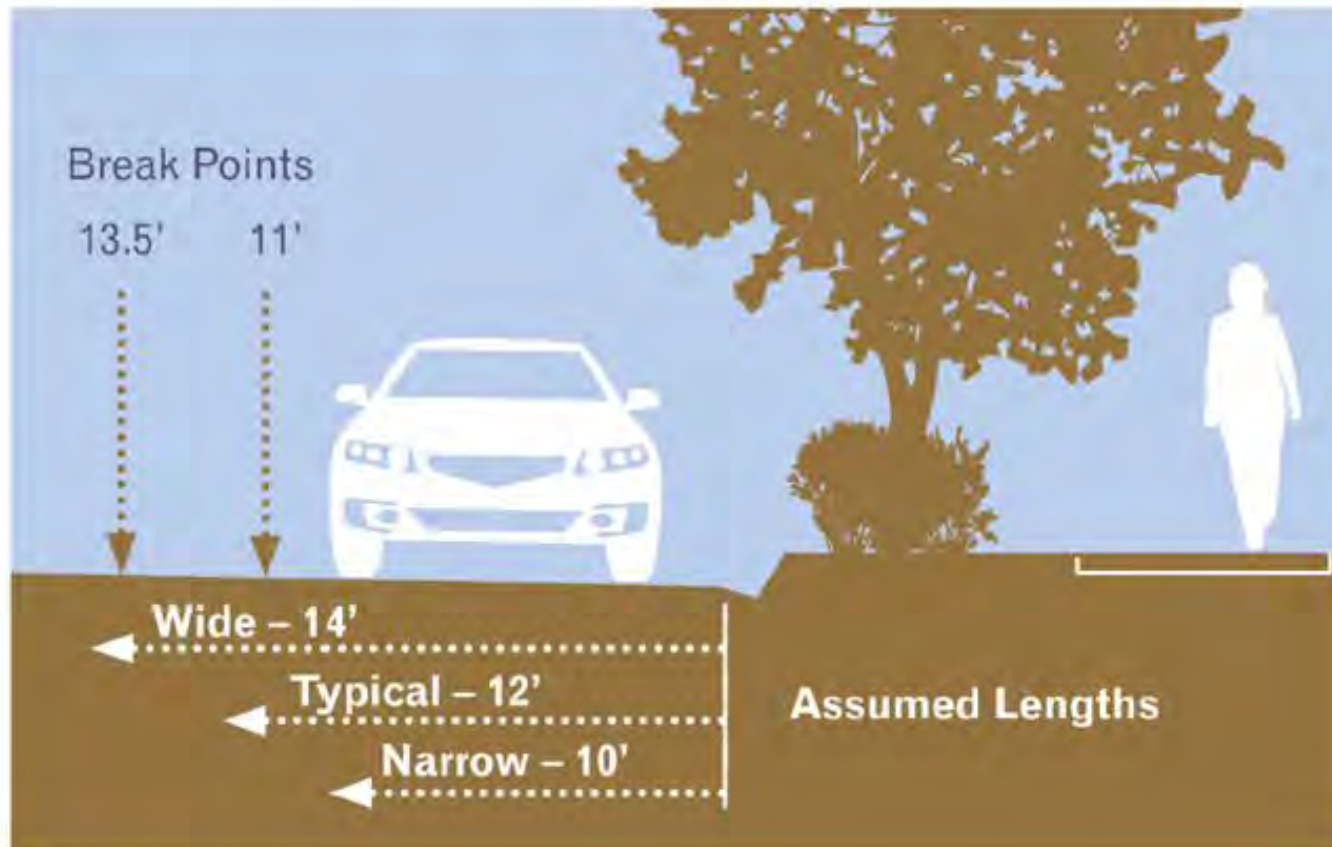 Break Points
13.5' 11'
Wide – 14'
Typical – 12'
Assumed Lengths
Narrow – 10'